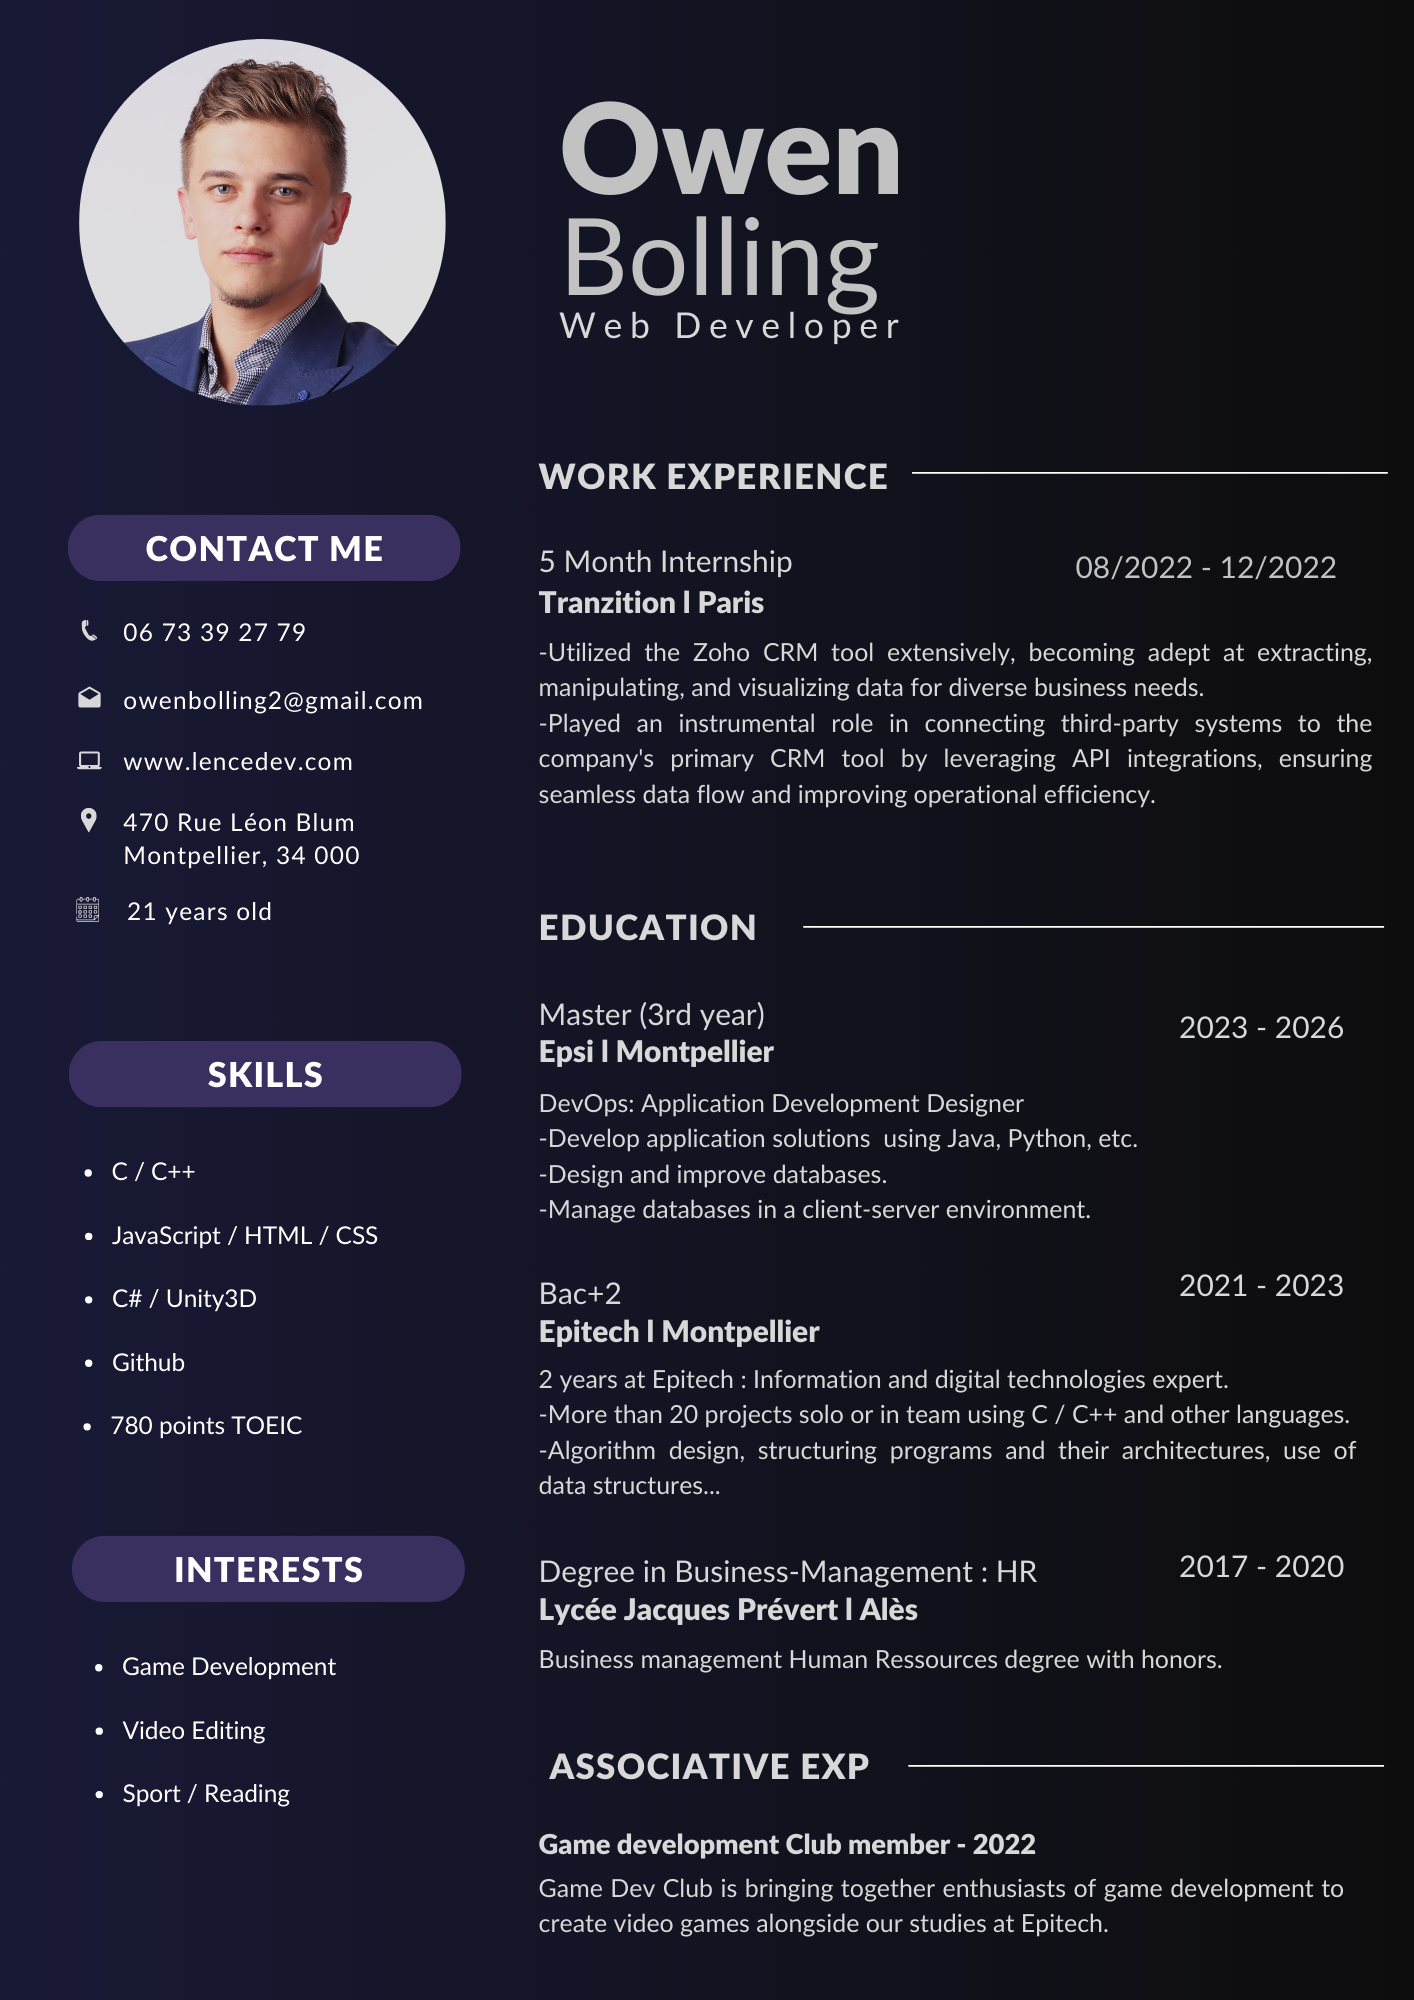 Owen
Bolling
Web Developer
CONTACT ME
06 73 39 27 79
owenbolling2@gmail.com
www.lencedev.com
470 Rue Léon Blum
Montpellier, 34 000
21 years old
SKILLS
• C / C++
• JavaScript / HTML / CSS
• C# / Unity3D
• Github
• 780 points TOEIC
INTERESTS
• Game Development
• Video Editing
• Sport / Reading
WORK EXPERIENCE
5 Month Internship
08/2022 - 12/2022
Tranzition l Paris
-Utilized the Zoho CRM tool extensively, becoming adept at extracting,
manipulating, and visualizing data for diverse business needs.
-Played an instrumental role in connecting third-party systems to the
company's primary CRM tool by leveraging API integrations, ensuring
seamless data flow and improving operational efficiency.
EDUCATION
Master (3rd year)
2023 - 2026
Epsi l Montpellier
DevOps: Application Development Designer
-Develop application solutions  using Java, Python, etc.
-Design and improve databases.
-Manage databases in a client-server environment.
Bac+2
2021 - 2023
Epitech l Montpellier
2 years at Epitech : Information and digital technologies expert.
-More than 20 projects solo or in team using C / C++ and other languages.
-Algorithm design, structuring programs and their architectures, use of
data structures...
Degree in Business-Management : HR
2017 - 2020
Lycée Jacques Prévert l Alès
Business management Human Ressources degree with honors.
ASSOCIATIVE EXP
Game development Club member - 2022
Game Dev Club is bringing together enthusiasts of game development to
create video games alongside our studies at Epitech.